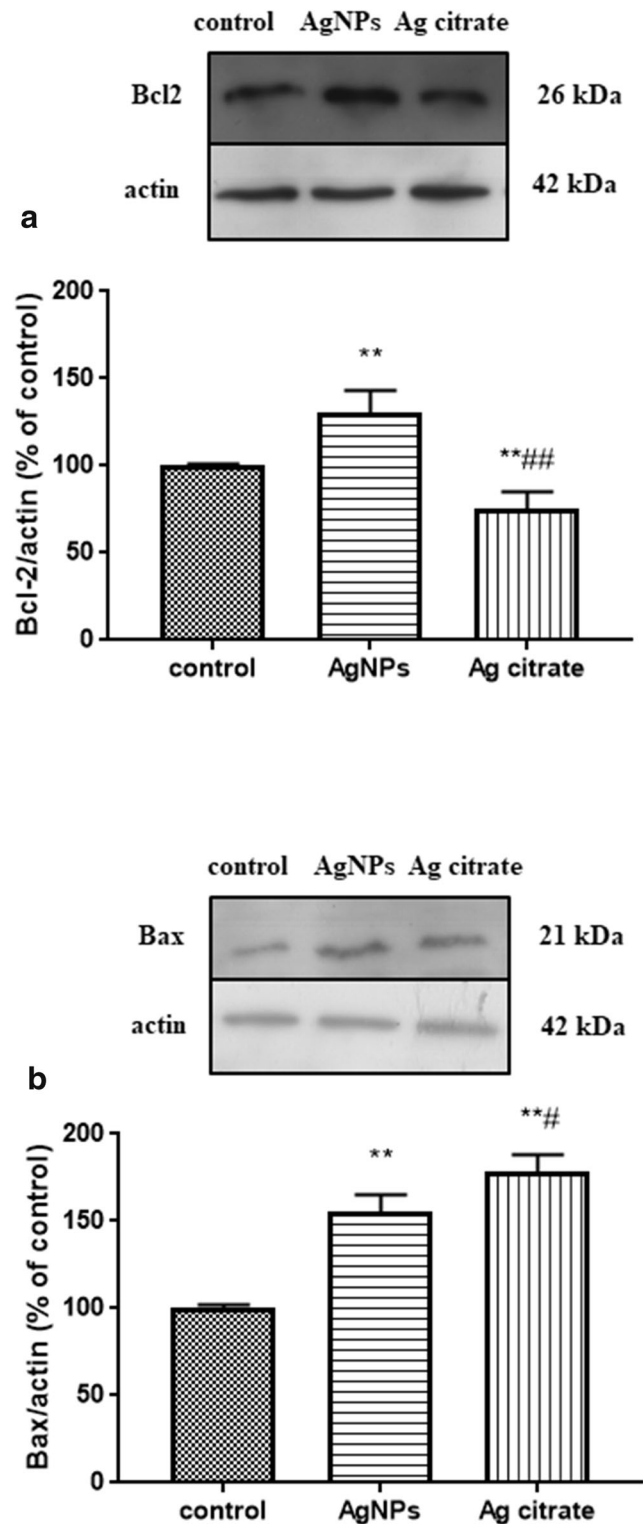 control AgNPs Ag citrate
Bcl2 26 kDa
actin 42 kDa
a
200
**
150
**##
100
50
0
Bcl-2/actin (% of control)
control AgNPs Ag citrate
control AgNPs Ag citrate
Bax 21 kDa
actin 42 kDa
b
**#
200
**
150
100
50
0
Bax/actin (% of control)
control AgNPs Ag citrate